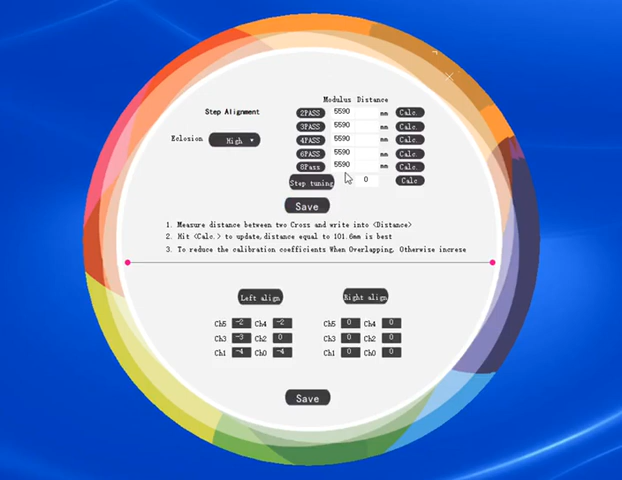 Modulus Distance
Step Alignment
2PASS 5590 mm Calc.
3PASS 5590 mm Calc.
Eclosion High
4PASS 5590 mm Calc.
6PASS 5590 mm Calc.
8Pass 5590 mm Calc.
Step tuning 0 Calc
Save
1. Measure distance between two Cross and write into <Distance>
2. Hit <Calc.> to update,distance equal to 101.6mm is best
3. To reduce the calibration coefficients When Overlapping, Otherwise increse
Left align Right align
Ch5 -2 Ch4 -2 Ch5 0 Ch4 0
Ch3 -3 Ch2 0 Ch3 0 Ch2 0
Ch1 -4 Ch0 -4 Ch1 0 Ch0 0
Save